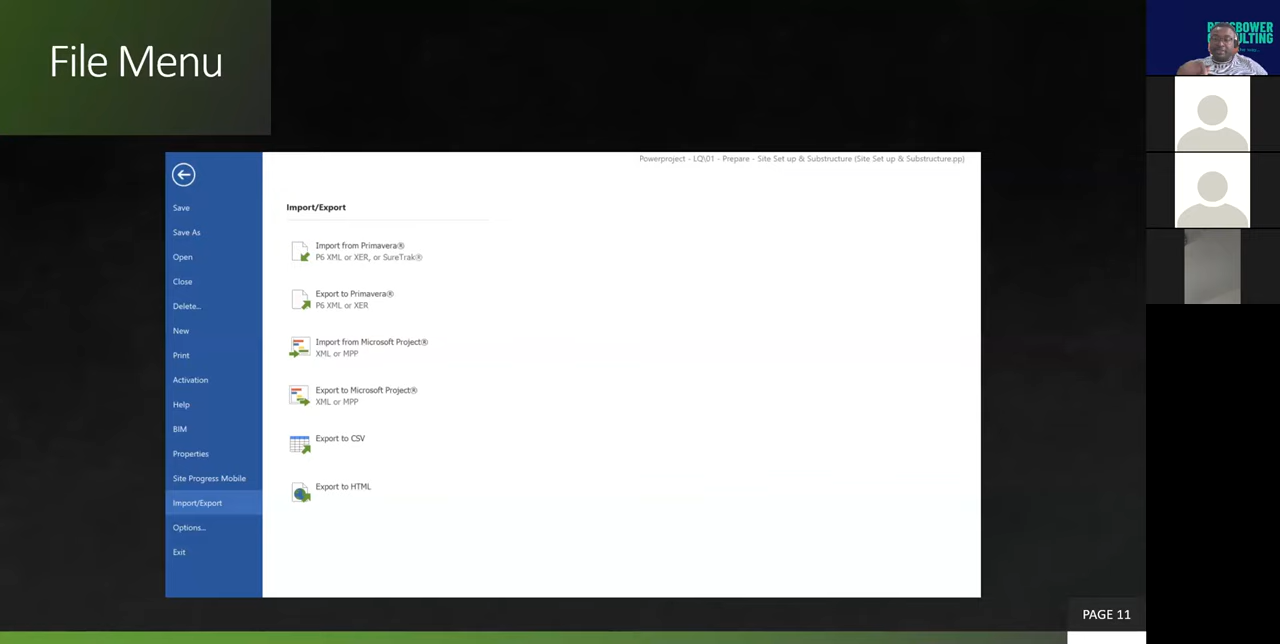 File Menu
Powerproject - LQ\01 - Prepare - Site Set up & Substructure (Site Set up & Substructure.pp)
Save
Save As
Open
Close
Delete...
New
Print
Activation
Help
BIM
Properties
Site Progress Mobile
Import/Export
Options...
Exit
Import/Export
Import from Primavera®
P6 XML or XER, or SureTrak®
Export to Primavera®
P6 XML or XER
Import from Microsoft Project®
XML or MPP
Export to Microsoft Project®
XML or MPP
Export to CSV
Export to HTML
PAGE 11